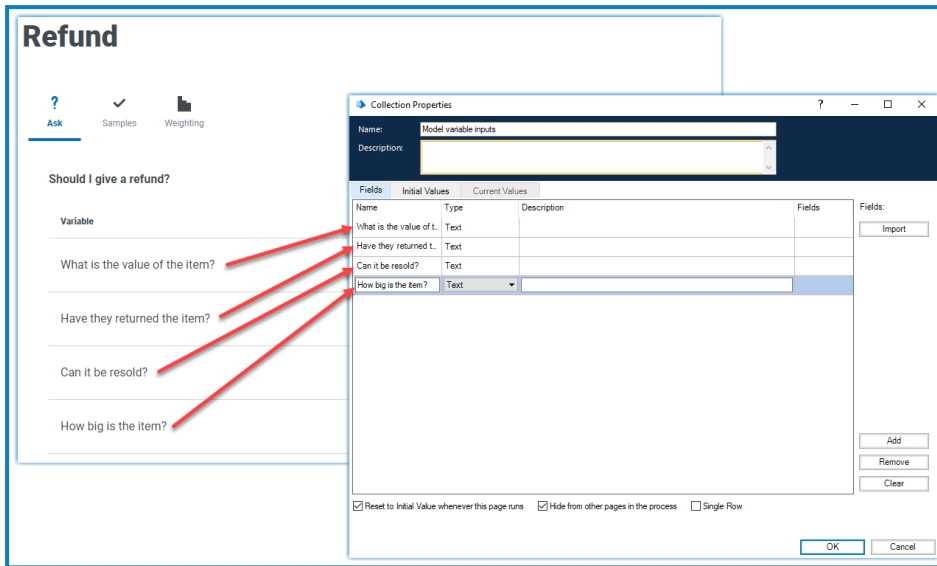 Refund
?
Ask
Samples
Weighting
Should I give a refund?
Variable
What is the value of the item?
Have they returned the item?
Can it be resold?
How big is the item?
Collection Properties
?
Name:
Model variable inputs
Description:
Fields
Initial Values
Current Values
Name Type Description Fields
What is the value of t... Text
Have they returned t... Text
Can it be resold? Text
How big is the item? Text
Fields:
Import
Add
Remove
Clear
Reset to Initial Value whenever this page runs
Hide from other pages in the process
Single Row
OK
Cancel